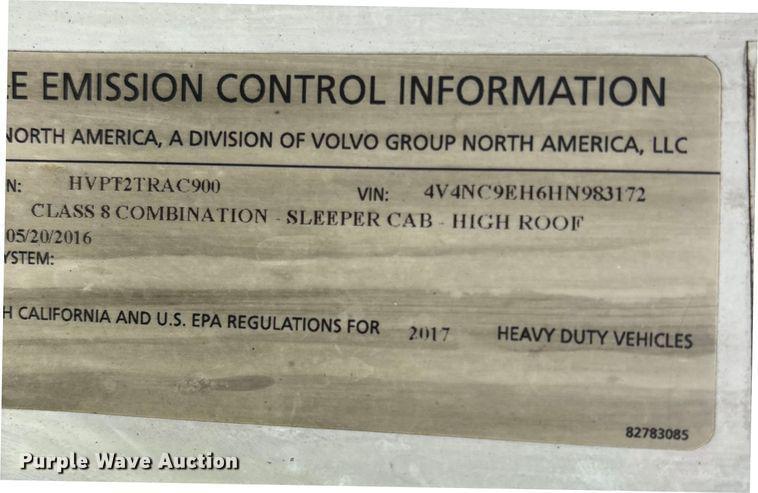 E EMISSION CONTROL INFORMATION
NORTH AMERICA, A DIVISION OF VOLVO GROUP NORTH AMERICA, LLC
N: HVPT2TRAC900 VIN: 4V4NC9EH6HN983172
CLASS 8 COMBINATION - SLEEPER CAB - HIGH ROOF
05/20/2016
YSTEM:
H CALIFORNIA AND U.S. EPA REGULATIONS FOR 2017 HEAVY DUTY VEHICLES
82783085
Purple Wave Auction